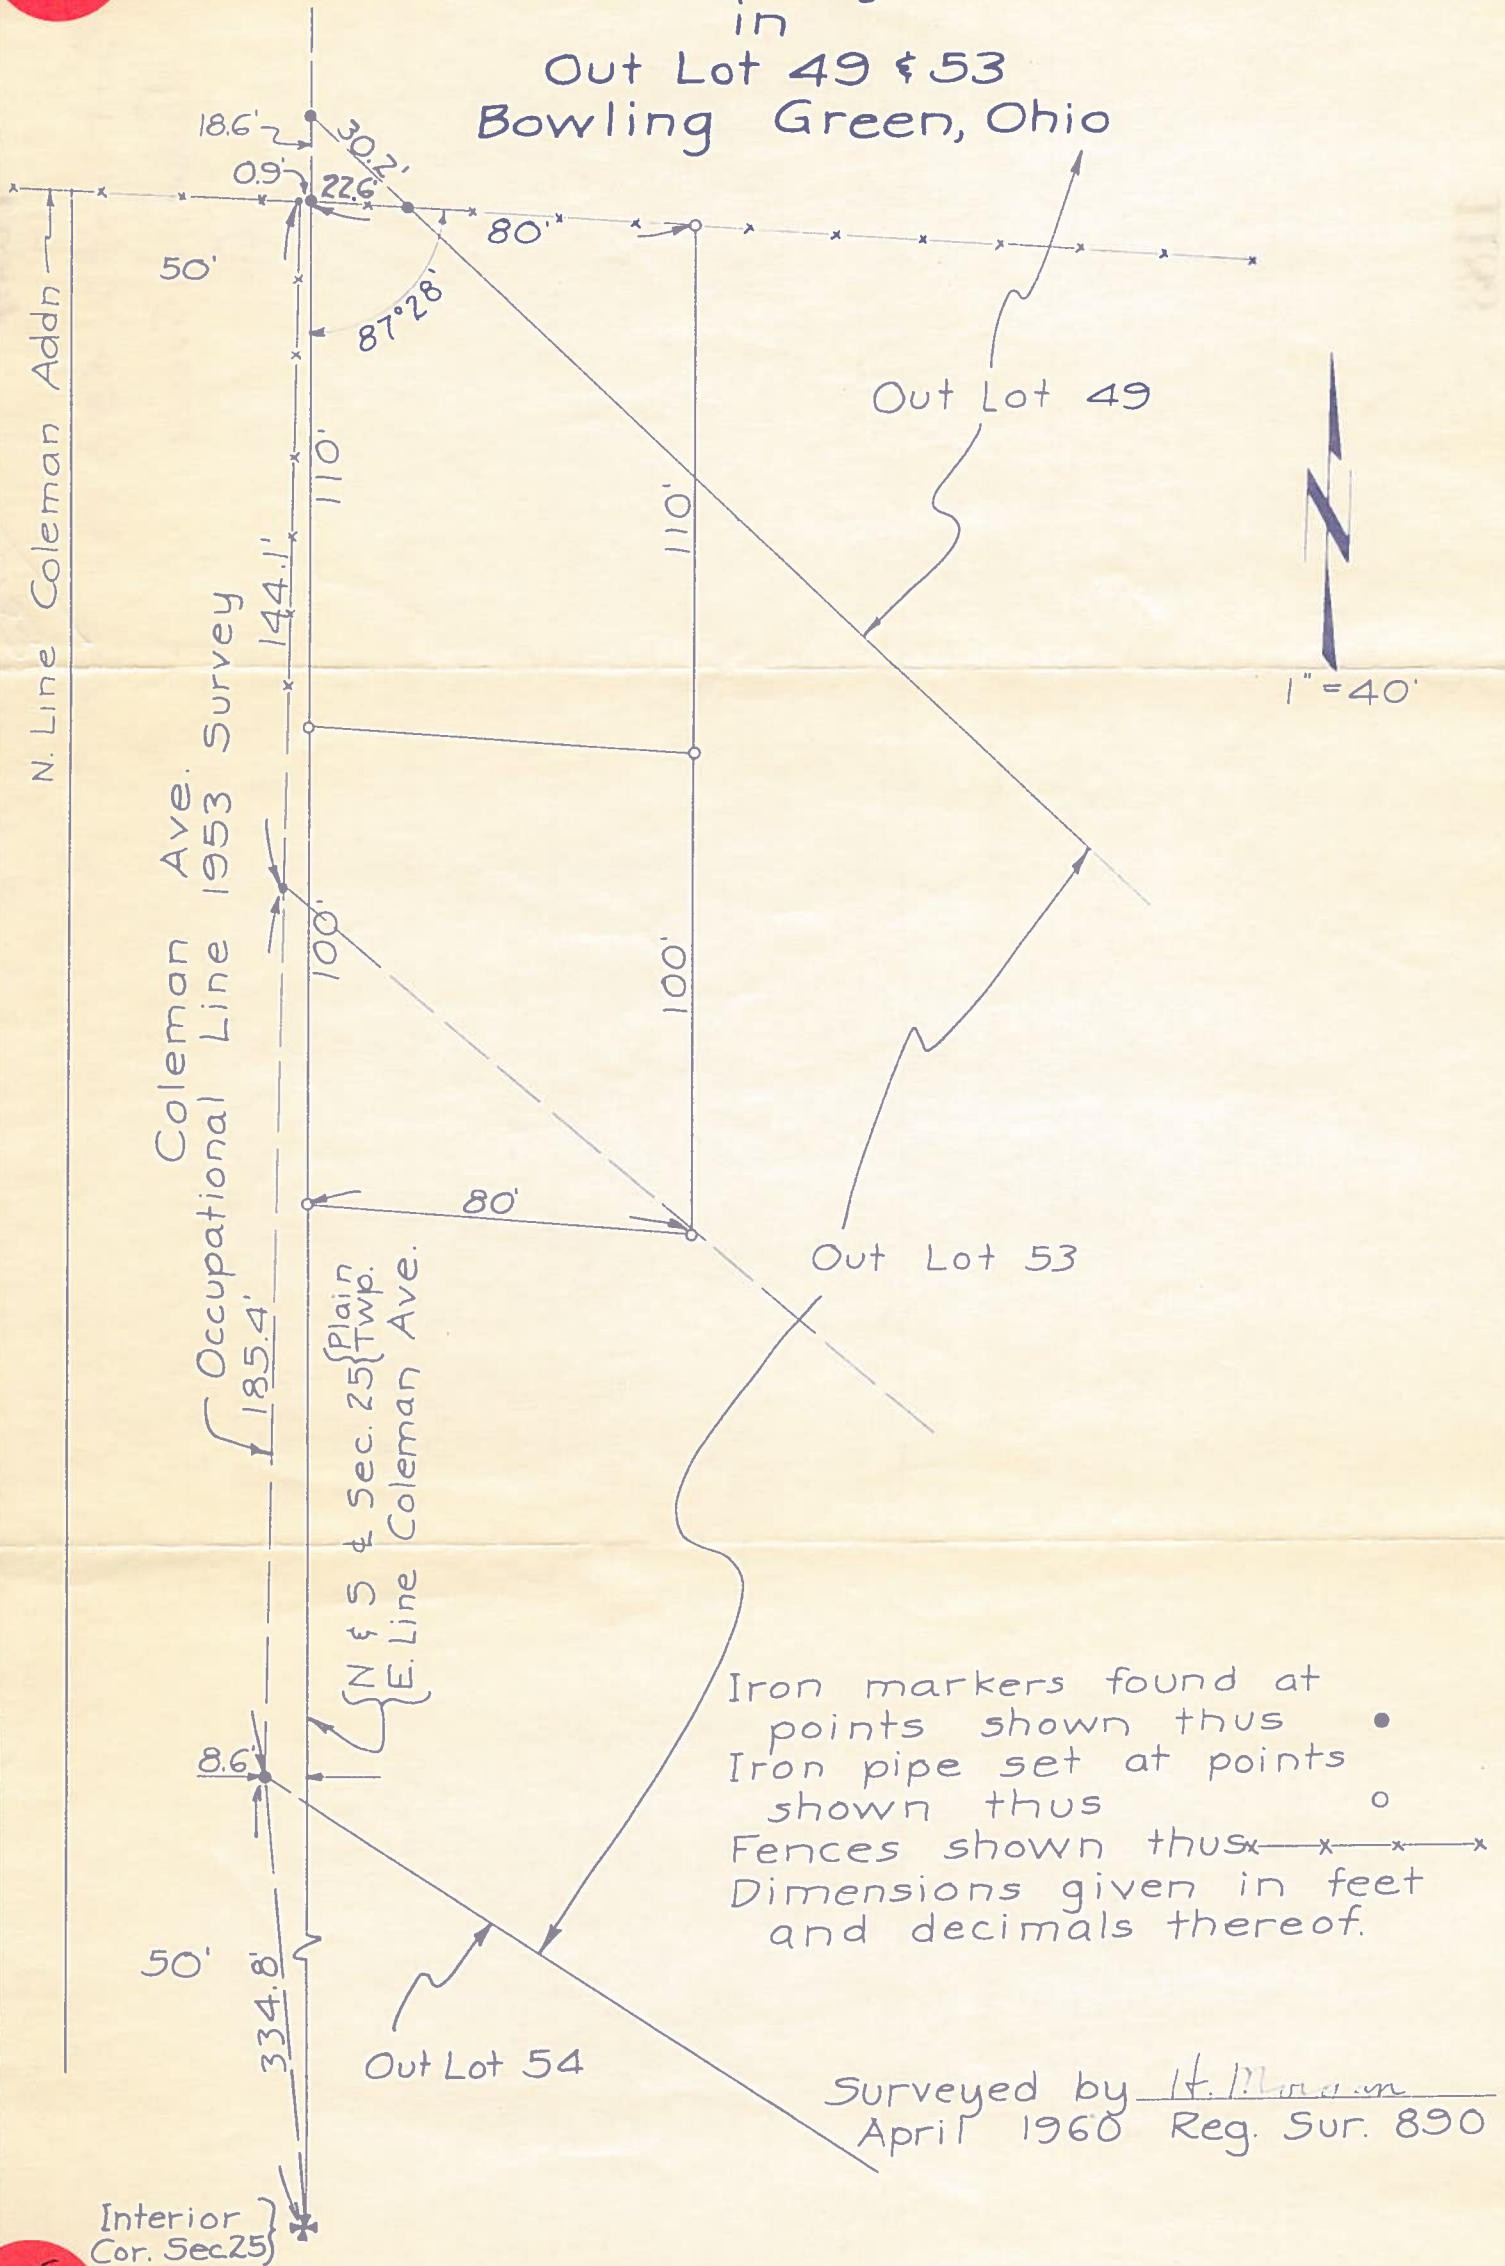 in
Out Lot 49 & 53
Bowling Green, Ohio
18.6'
30.2'
0.9'
22.6'
80'
50'
87°28'
N. Line Coleman Addn
Out Lot 49
110'
110'
144.1'
1"=40'
Coleman Ave.
Occupational Line 1953 Survey
100'
100'
80'
Out Lot 53
185.4'
N & S ½ Sec. 25 {Plain Twp.
E. Line Coleman Ave.
Iron markers found at
points shown thus
Iron pipe set at points
shown thus
Fences shown thus
Dimensions given in feet
and decimals thereof.
8.6'
50'
334.8'
Out Lot 54
Surveyed by H.
April 1960 Reg. Sur. 890
Interior
Cor. Sec25